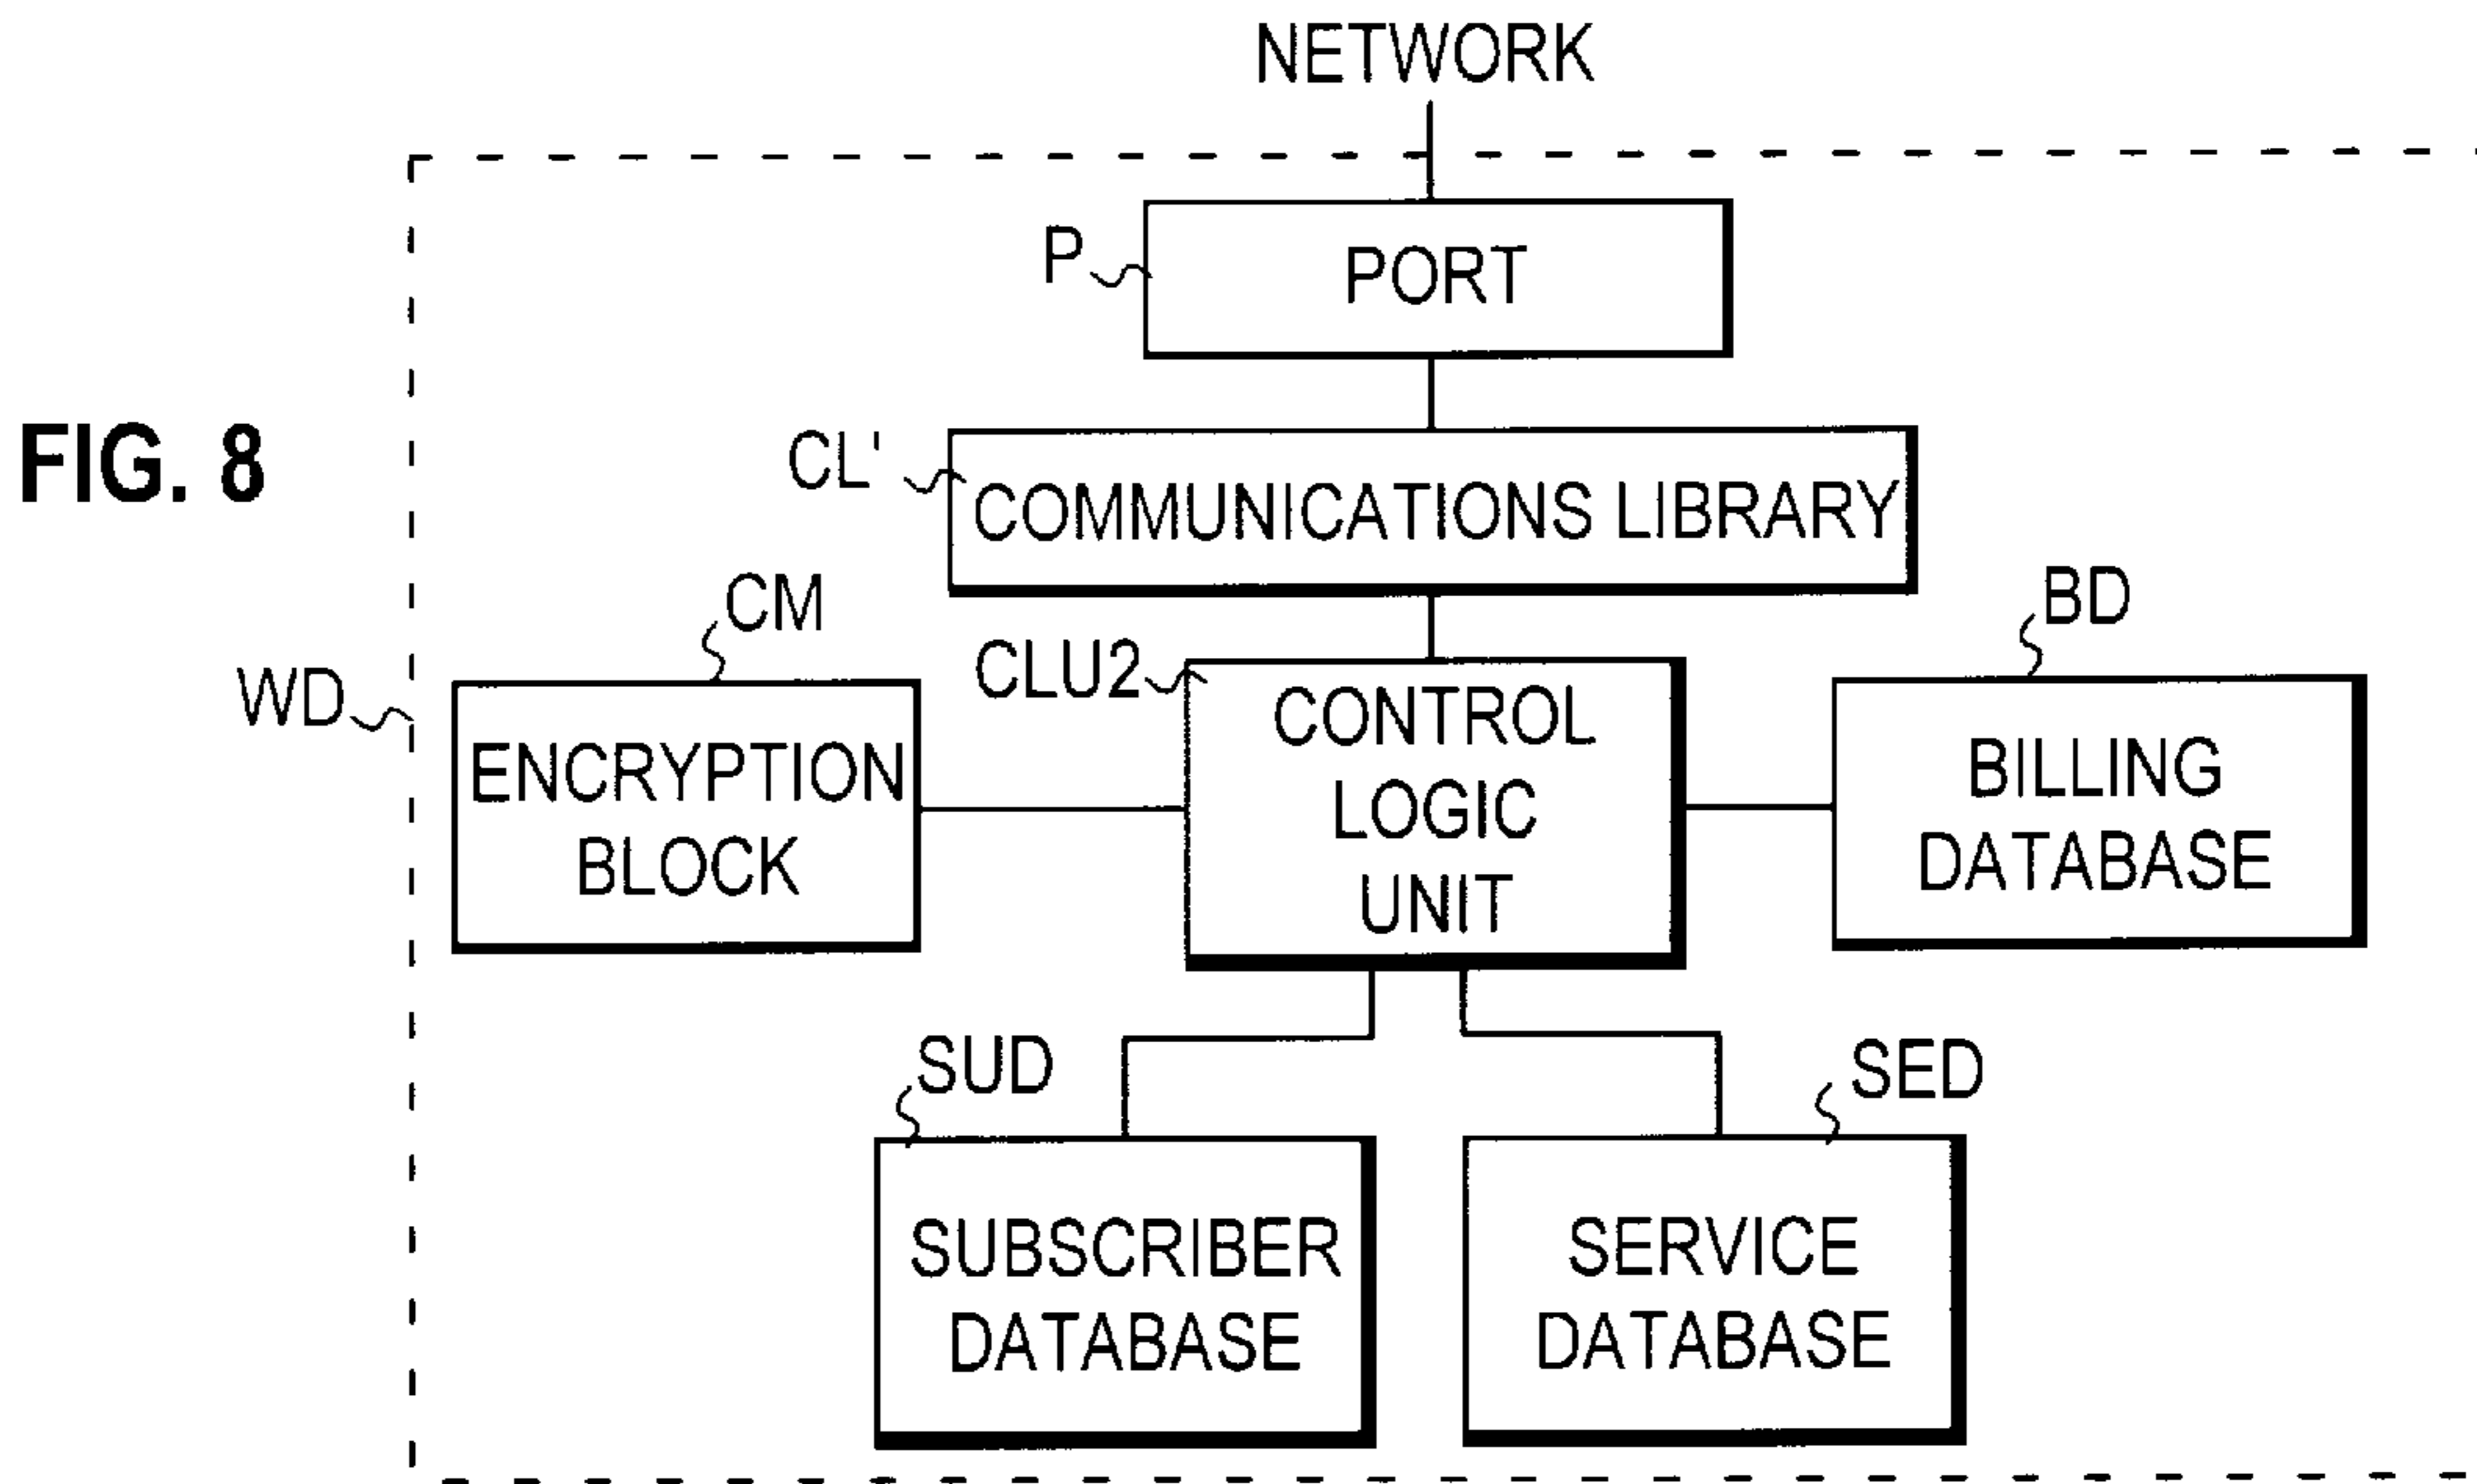 NETWORK
P
PORT
FIG. 8
CL'
COMMUNICATIONS LIBRARY
CM
BD
CLU2
WD
ENCRYPTION
BLOCK
CONTROL
LOGIC
UNIT
BILLING
DATABASE
SUD
SED
SUBSCRIBER
DATABASE
SERVICE
DATABASE